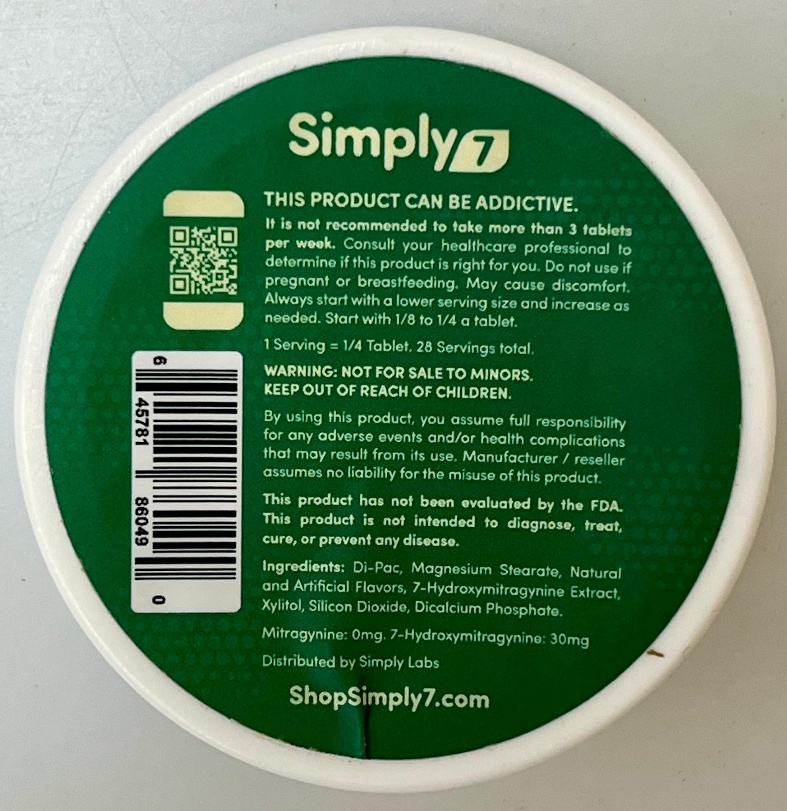 Simply7
THIS PRODUCT CAN BE ADDICTIVE.
It is not recommended to take more than 3 tablets
per week. Consult your healthcare professional to
determine if this product is right for you. Do not use if
pregnant or breastfeeding. May cause discomfort.
Always start with a lower serving size and increase as
needed. Start with 1/8 to 1/4 a tablet.
1 Serving = 1/4 Tablet. 28 Servings total.
WARNING: NOT FOR SALE TO MINORS.
KEEP OUT OF REACH OF CHILDREN.
By using this product, you assume full responsibility
for any adverse events and/or health complications
that may result from its use. Manufacturer / reseller
assumes no liability for the misuse of this product.
This product has not been evaluated by the FDA.
This product is not intended to diagnose, treat,
cure, or prevent any disease.
Ingredients: Di-Pac, Magnesium Stearate, Natural
and Artificial Flavors, 7-Hydroxymitragynine Extract,
Xylitol, Silicon Dioxide, Dicalcium Phosphate.
Mitragynine: 0mg. 7-Hydroxymitragynine: 30mg
Distributed by Simply Labs
ShopSimply7.com
6 45781 86049 0